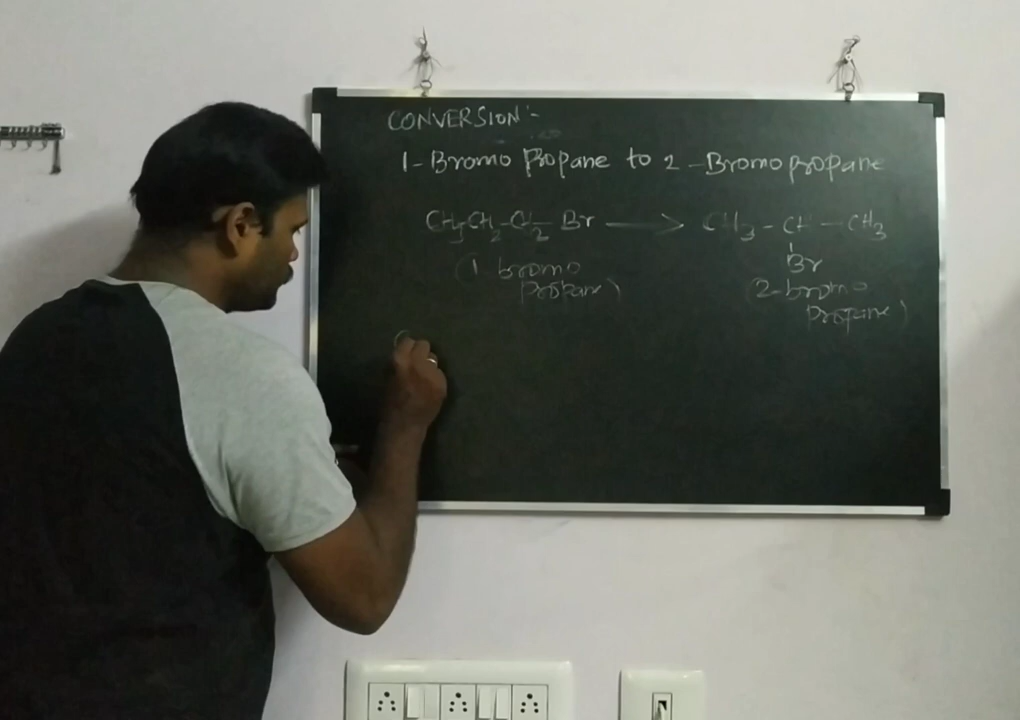 CONVERSION:-
1-Bromo Propane to 2-Bromopropane
CH3CH2-CH2-Br ⟶ CH3-CH-CH3
Br
(1 bromo propane)
(2-bromo propane)